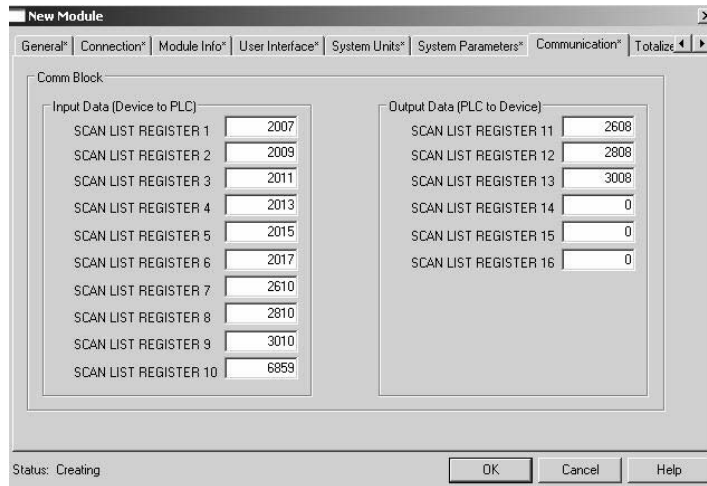 New Module
General* Connection* Module Info* User Interface* System Units* System Parameters* Communication* Totalize
Comm Block
Input Data (Device to PLC)
SCAN LIST REGISTER 1 2007
SCAN LIST REGISTER 2 2009
SCAN LIST REGISTER 3 2011
SCAN LIST REGISTER 4 2013
SCAN LIST REGISTER 5 2015
SCAN LIST REGISTER 6 2017
SCAN LIST REGISTER 7 2610
SCAN LIST REGISTER 8 2810
SCAN LIST REGISTER 9 3010
SCAN LIST REGISTER 10 6859
Output Data (PLC to Device)
SCAN LIST REGISTER 11 2608
SCAN LIST REGISTER 12 2808
SCAN LIST REGISTER 13 3008
SCAN LIST REGISTER 14 0
SCAN LIST REGISTER 15 0
SCAN LIST REGISTER 16 0
Status: Creating
OK Cancel Help